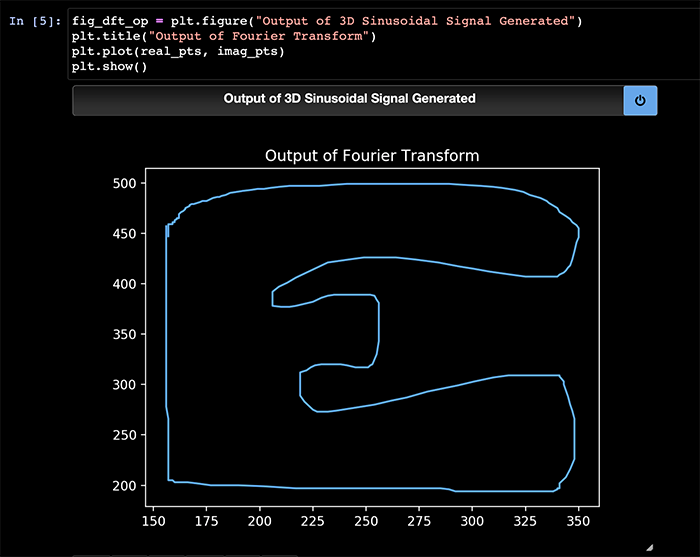 In [5]: fig_dft_op = plt.figure("Output of 3D Sinusoidal Signal Generated")
plt.title("Output of Fourier Transform")
plt.plot(real_pts, imag_pts)
plt.show()
Output of 3D Sinusoidal Signal Generated
Output of Fourier Transform
500
450
400
350
300
250
200
150 175 200 225 250 275 300 325 350